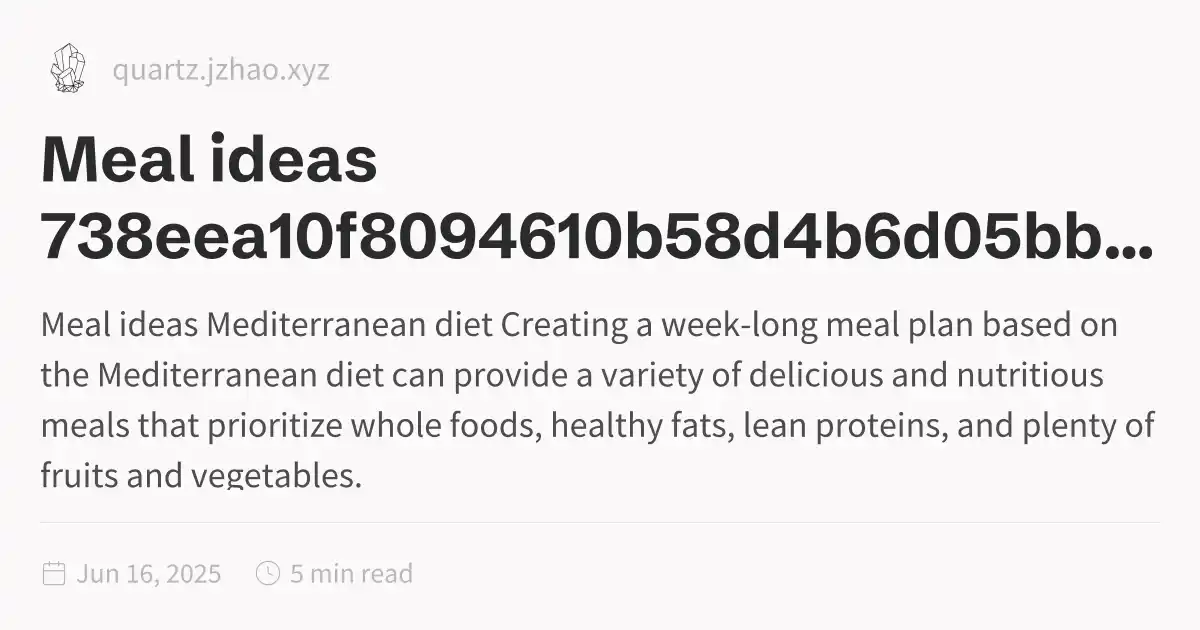 quartz.jzhao.xyz
Meal ideas
738eea10f8094610b58d4b6d05bb...
Meal ideas Mediterranean diet Creating a week-long meal plan based on
the Mediterranean diet can provide a variety of delicious and nutritious
meals that prioritize whole foods, healthy fats, lean proteins, and plenty of
fruits and vegetables.
Jun 16, 2025 5 min read